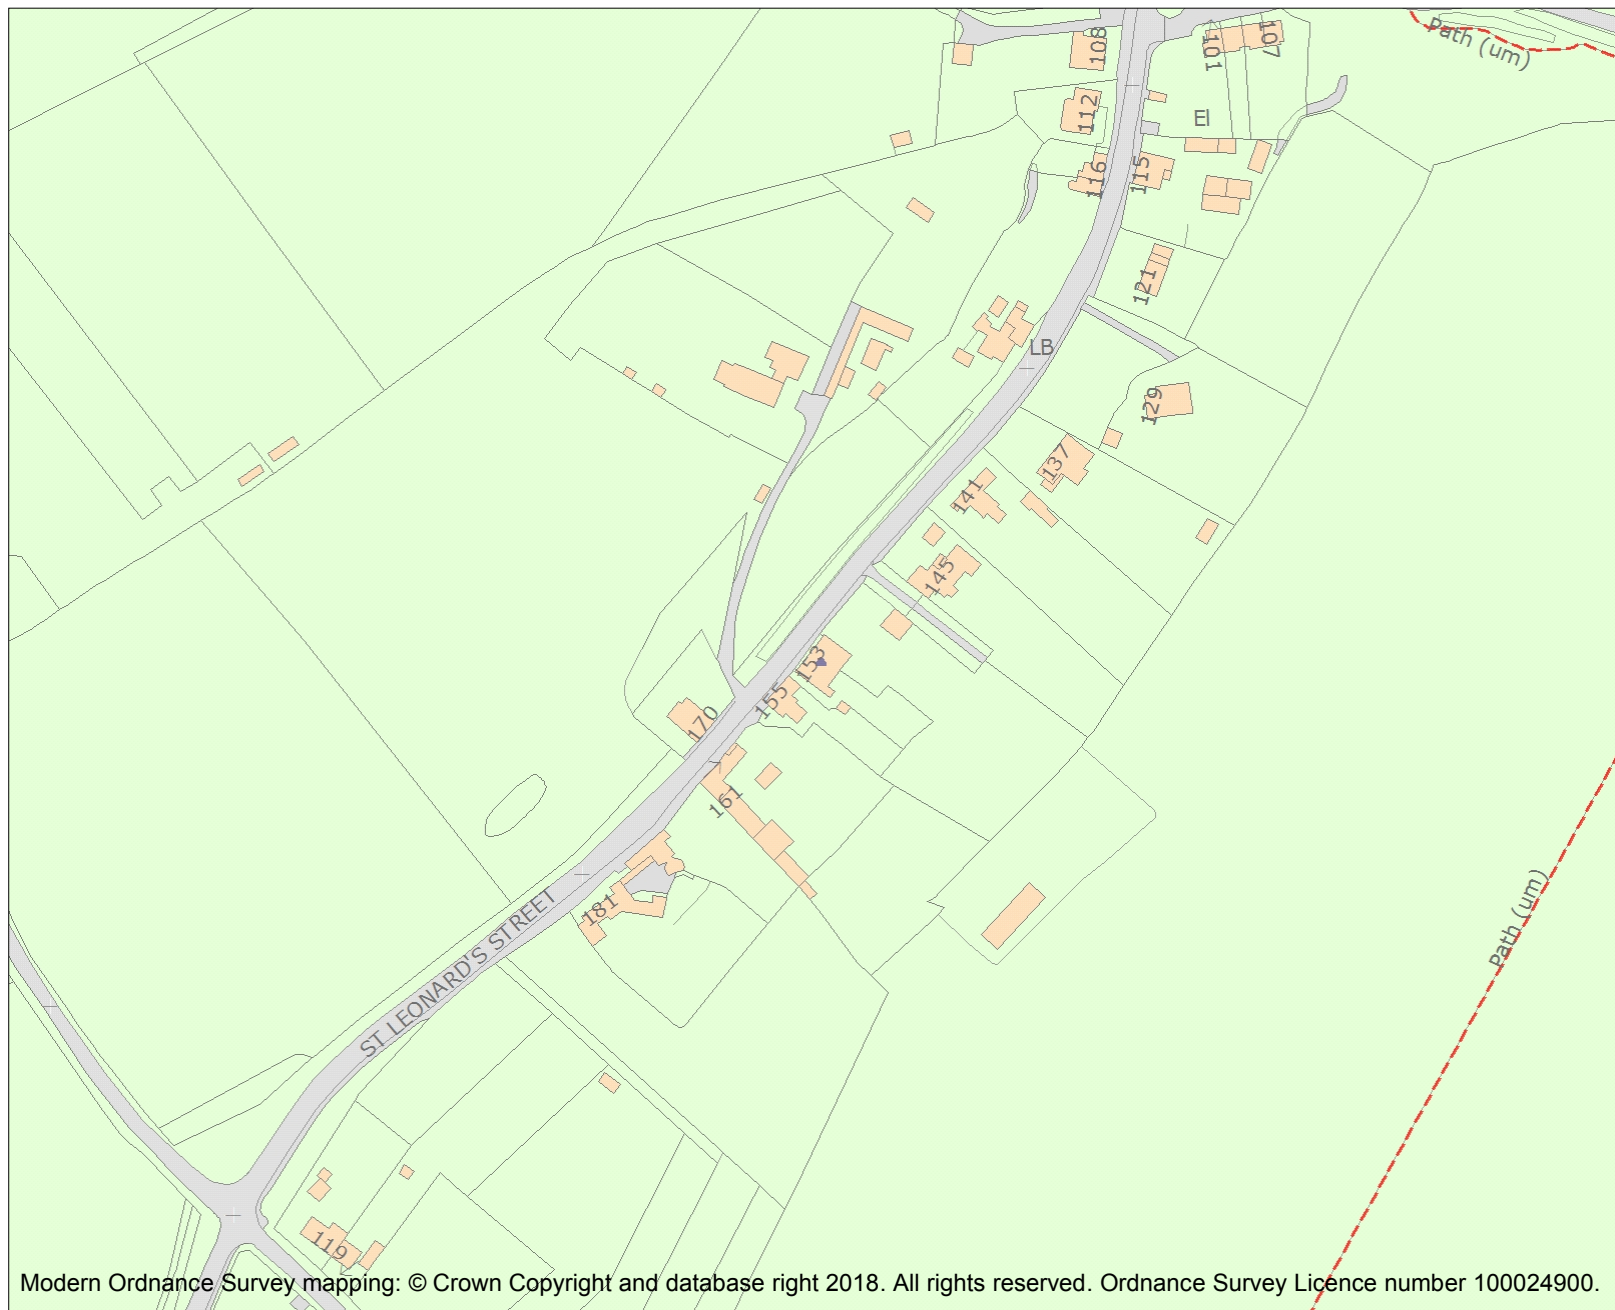 108
101
107
Path (um)
112
El
116
115
121
LB
129
137
141
145
153
155
170
161
181
ST LEONARD'S STREET
Path (um)
119
Modern Ordnance Survey mapping: © Crown Copyright and database right 2018. All rights reserved. Ordnance Survey Licence number 100024900.